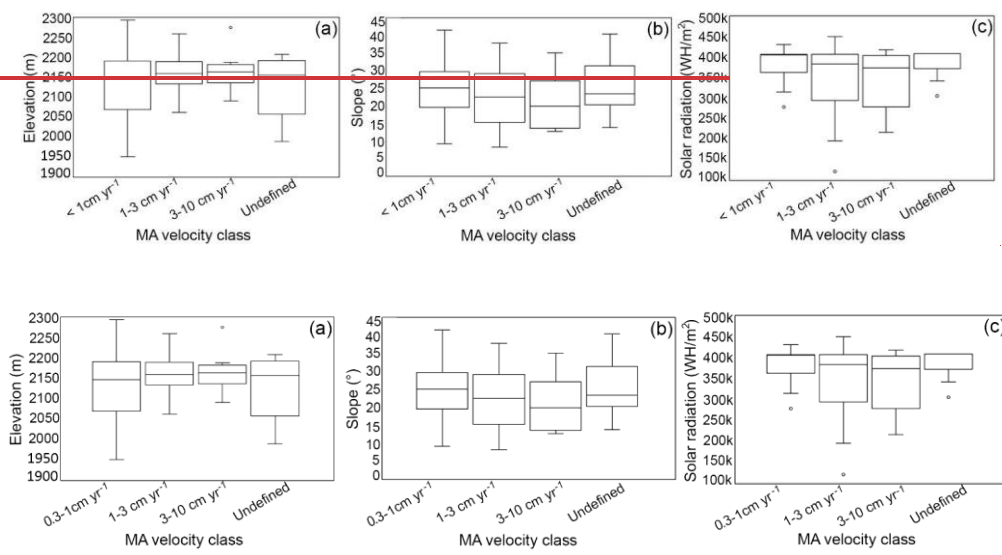 (a)
Elevation (m)
2300
2250
2200
2150
2100
2050
2000
1950
1900
< 1cm yr⁻¹
1-3 cm yr⁻¹
3-10 cm yr⁻¹
Undefined
MA velocity class
(b)
Slope (°)
45
40
35
30
25
20
15
10
5
0
< 1cm yr⁻¹
1-3 cm yr⁻¹
3-10 cm yr⁻¹
Undefined
MA velocity class
(c)
Solar radiation (WH/m²)
500k
450k
400k
350k
300k
150k
100k
< 1cm yr⁻¹
1-3 cm yr⁻¹
3-10 cm yr⁻¹
Undefined
MA velocity class
(a)
Elevation (m)
2300
2250
2200
2150
2100
2050
2000
1950
1900
0.3-1cm yr⁻¹
1-3 cm yr⁻¹
3-10 cm yr⁻¹
Undefined
MA velocity class
(b)
Slope (°)
45
40
35
30
25
20
15
10
5
0
0.3-1cm yr⁻¹
1-3 cm yr⁻¹
3-10 cm yr⁻¹
Undefined
MA velocity class
(c)
Solar radiation (WH/m²)
500k
450k
400k
350k
300k
150k
100k
0.3-1cm yr⁻¹
1-3 cm yr⁻¹
3-10 cm yr⁻¹
Undefined
MA velocity class